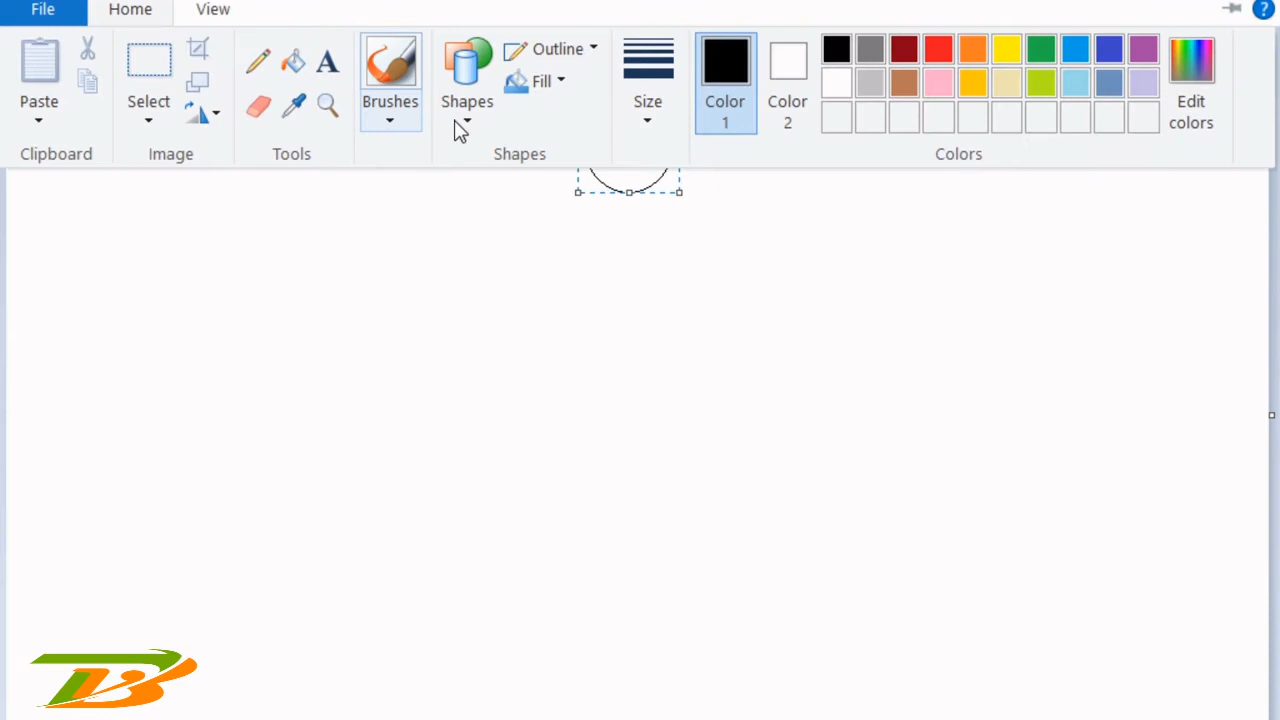 File Home View
Paste
Select
Brushes
Shapes
Outline
Fill
Size
Color 1
Color 2
Edit colors
Clipboard
Image
Tools
Shapes
Colors